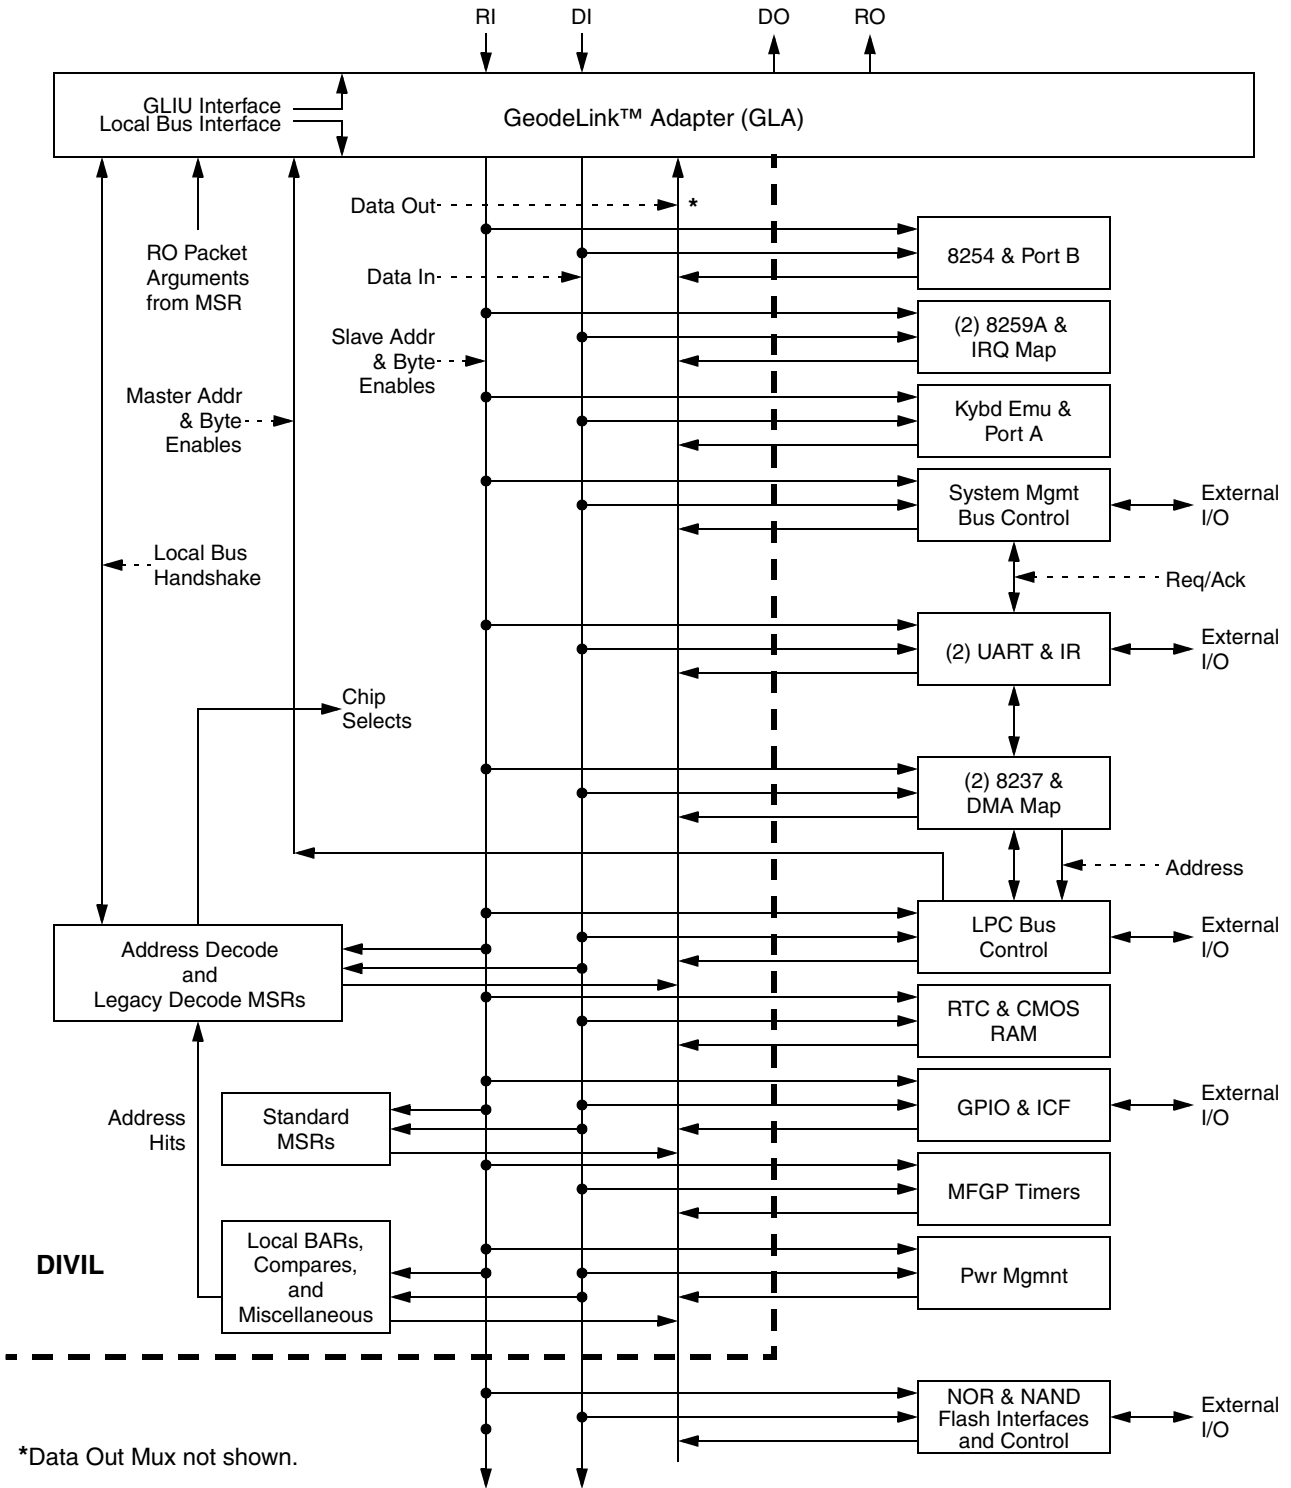 RI
DI
DO
RO
GLIU Interface
Local Bus Interface
GeodeLink™ Adapter (GLA)
Data Out
*
RO Packet
Arguments
from MSR
8254 & Port B
Data In
Slave Addr
& Byte
Enables
(2) 8259A &
IRQ Map
Master Addr
& Byte
Enables
Kybd Emu &
Port A
System Mgmt
Bus Control
External
I/O
Local Bus
Handshake
Req/Ack
(2) UART & IR
External
I/O
Chip
Selects
(2) 8237 &
DMA Map
Address
LPC Bus
Control
External
I/O
Address Decode
and
Legacy Decode MSRs
RTC & CMOS
RAM
Address
Hits
Standard
MSRs
GPIO & ICF
External
I/O
MFGP Timers
DIVIL
Local BARs,
Compares,
and
Miscellaneous
Pwr Mgmnt
NOR & NAND
Flash Interfaces
and Control
External
I/O
*Data Out Mux not shown.